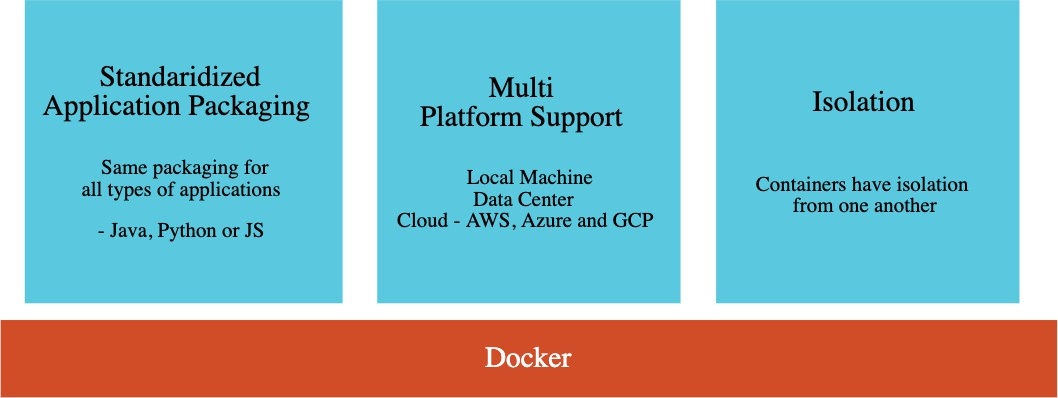 Standaridized
Application Packaging
Same packaging for
all types of applications
- Java, Python or JS
Multi
Platform Support
Local Machine
Data Center
Cloud - AWS, Azure and GCP
Isolation
Containers have isolation
from one another
Docker